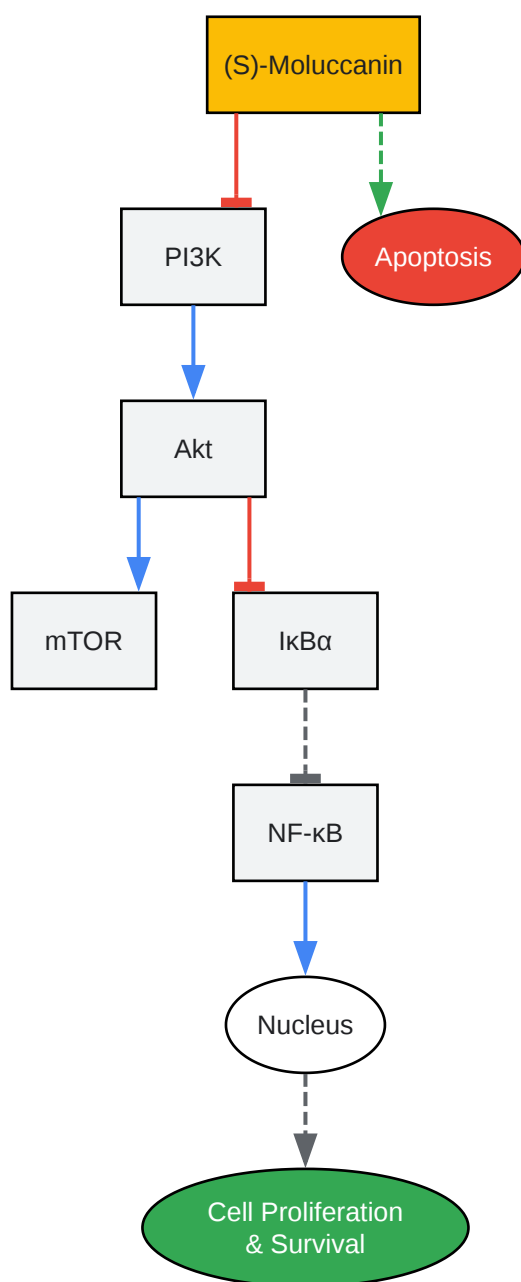 (S)-Moluccanin
PI3K
Apoptosis
Akt
mTOR
IκBα
NF-κB
Nucleus
Cell Proliferation
& Survival